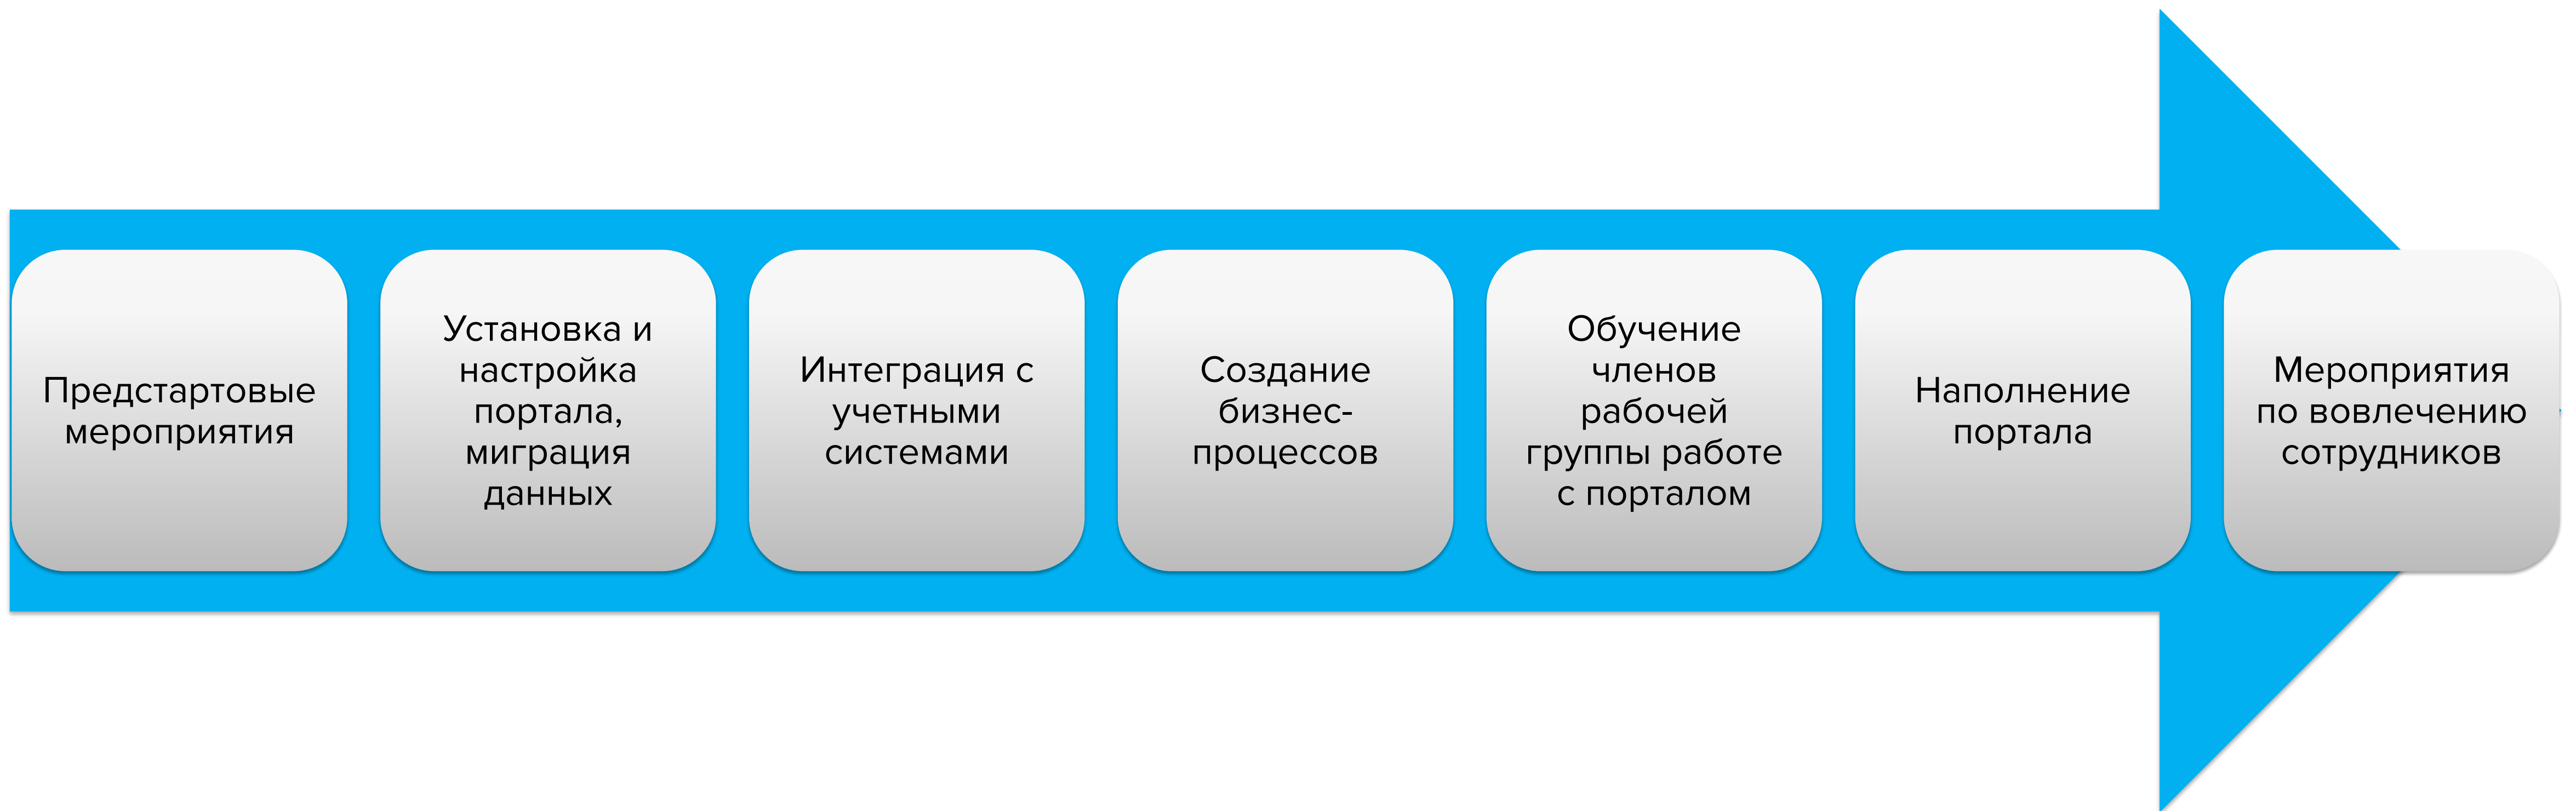 Предстартовые
мероприятия
Установка и
настройка
портала,
миграция
данных
Интеграция с
учетными
системами
Создание
бизнес-
процессов
Обучение
членов
рабочей
группы работе
с порталом
Наполнение
портала
Мероприятия
по вовлечению
сотрудников